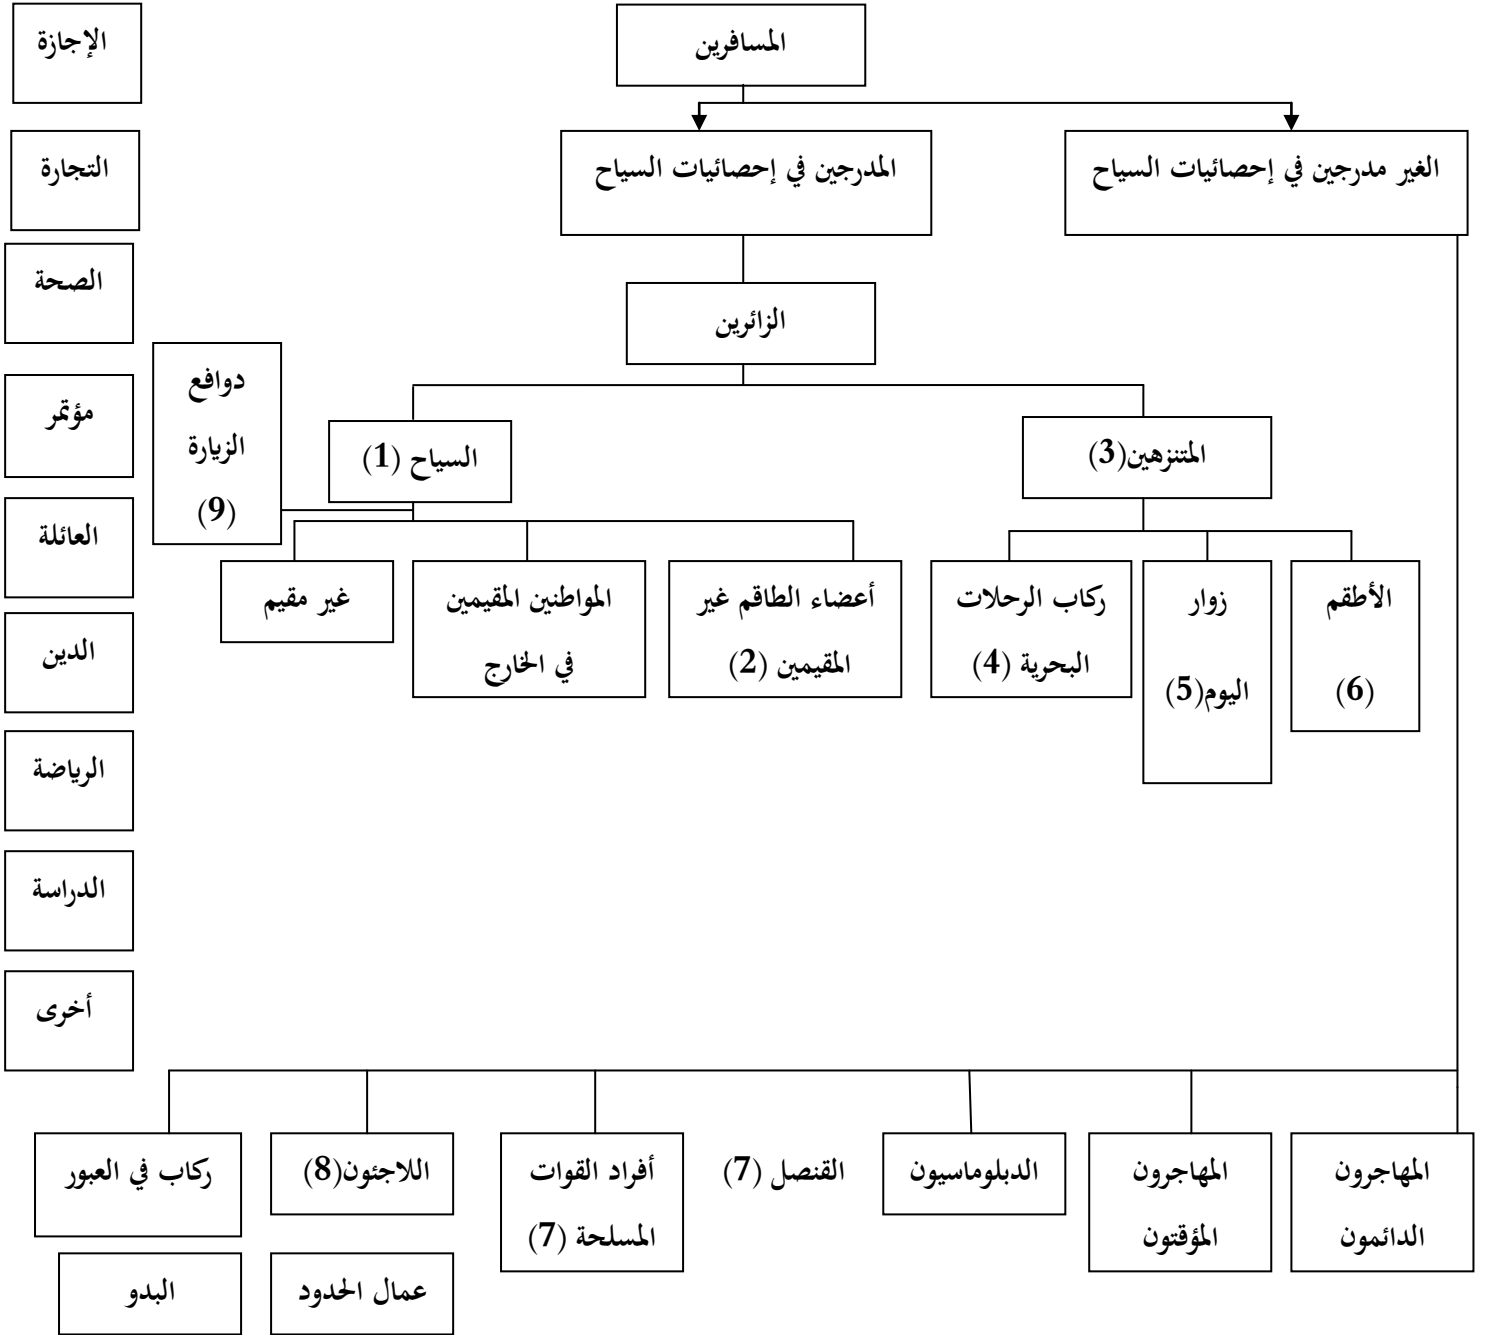 المسافرين
الإجازة
الغير مدرجين في إحصائيات السياح
المدرجين في إحصائيات السياح
التجارة
الصحة
الزائرين
دوافع
الزيارة
(9)
مؤتمر
المتنزهين(3)
السياح (1)
العائلة
الأطقم
(6)
زوار
اليوم(5)
ركاب الرحلات
البحرية (4)
أعضاء الطاقم غير
المقيمين (2)
المواطنين المقيمين
في الخارج
غير مقيم
الدين
الرياضة
الدراسة
أخرى
المهاجرون
الدائمون
المهاجرون
المؤقتون
الدبلوماسيون
القنصل (7)
أفراد القوات
المسلحة (7)
اللاجئون(8)
ركاب في العبور
عمال الحدود
البدو